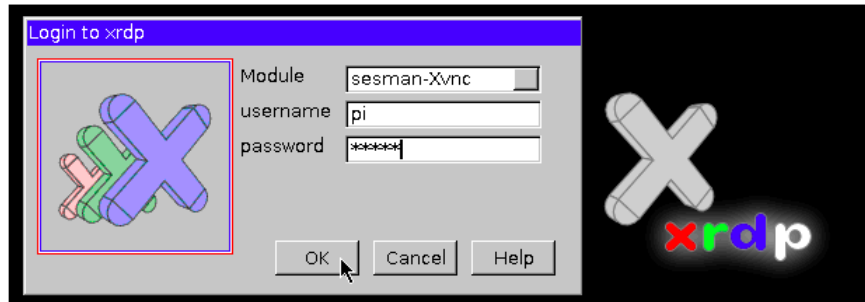 Login to xrdp
Module sesman-Xvnc
username pi
password *****
OK Cancel Help
xrdp